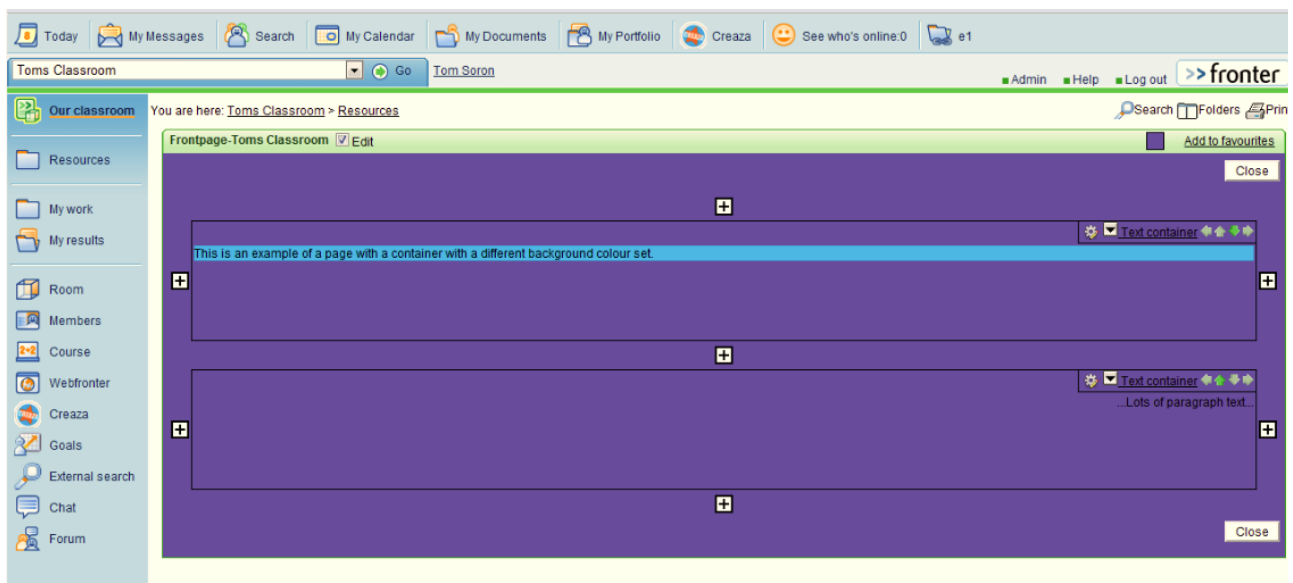 8 Today My Messages Search My Calendar My Documents My Portfolio Creaza See who's online:0 e1
Toms Classroom Go Tom Soron Admin Help Log out >> fronter
Our classroom You are here: Toms Classroom > Resources Search Folders Prin
Frontpage-Toms Classroom Edit Add to favourites
Resources
Close
My work
Text container
My results
This is an example of a page with a container with a different background colour set.
Room
Members
2+2 Course
Webfronter
Text container
...Lots of paragraph text...
Creaza
Goals
External search
Chat
Forum
Close